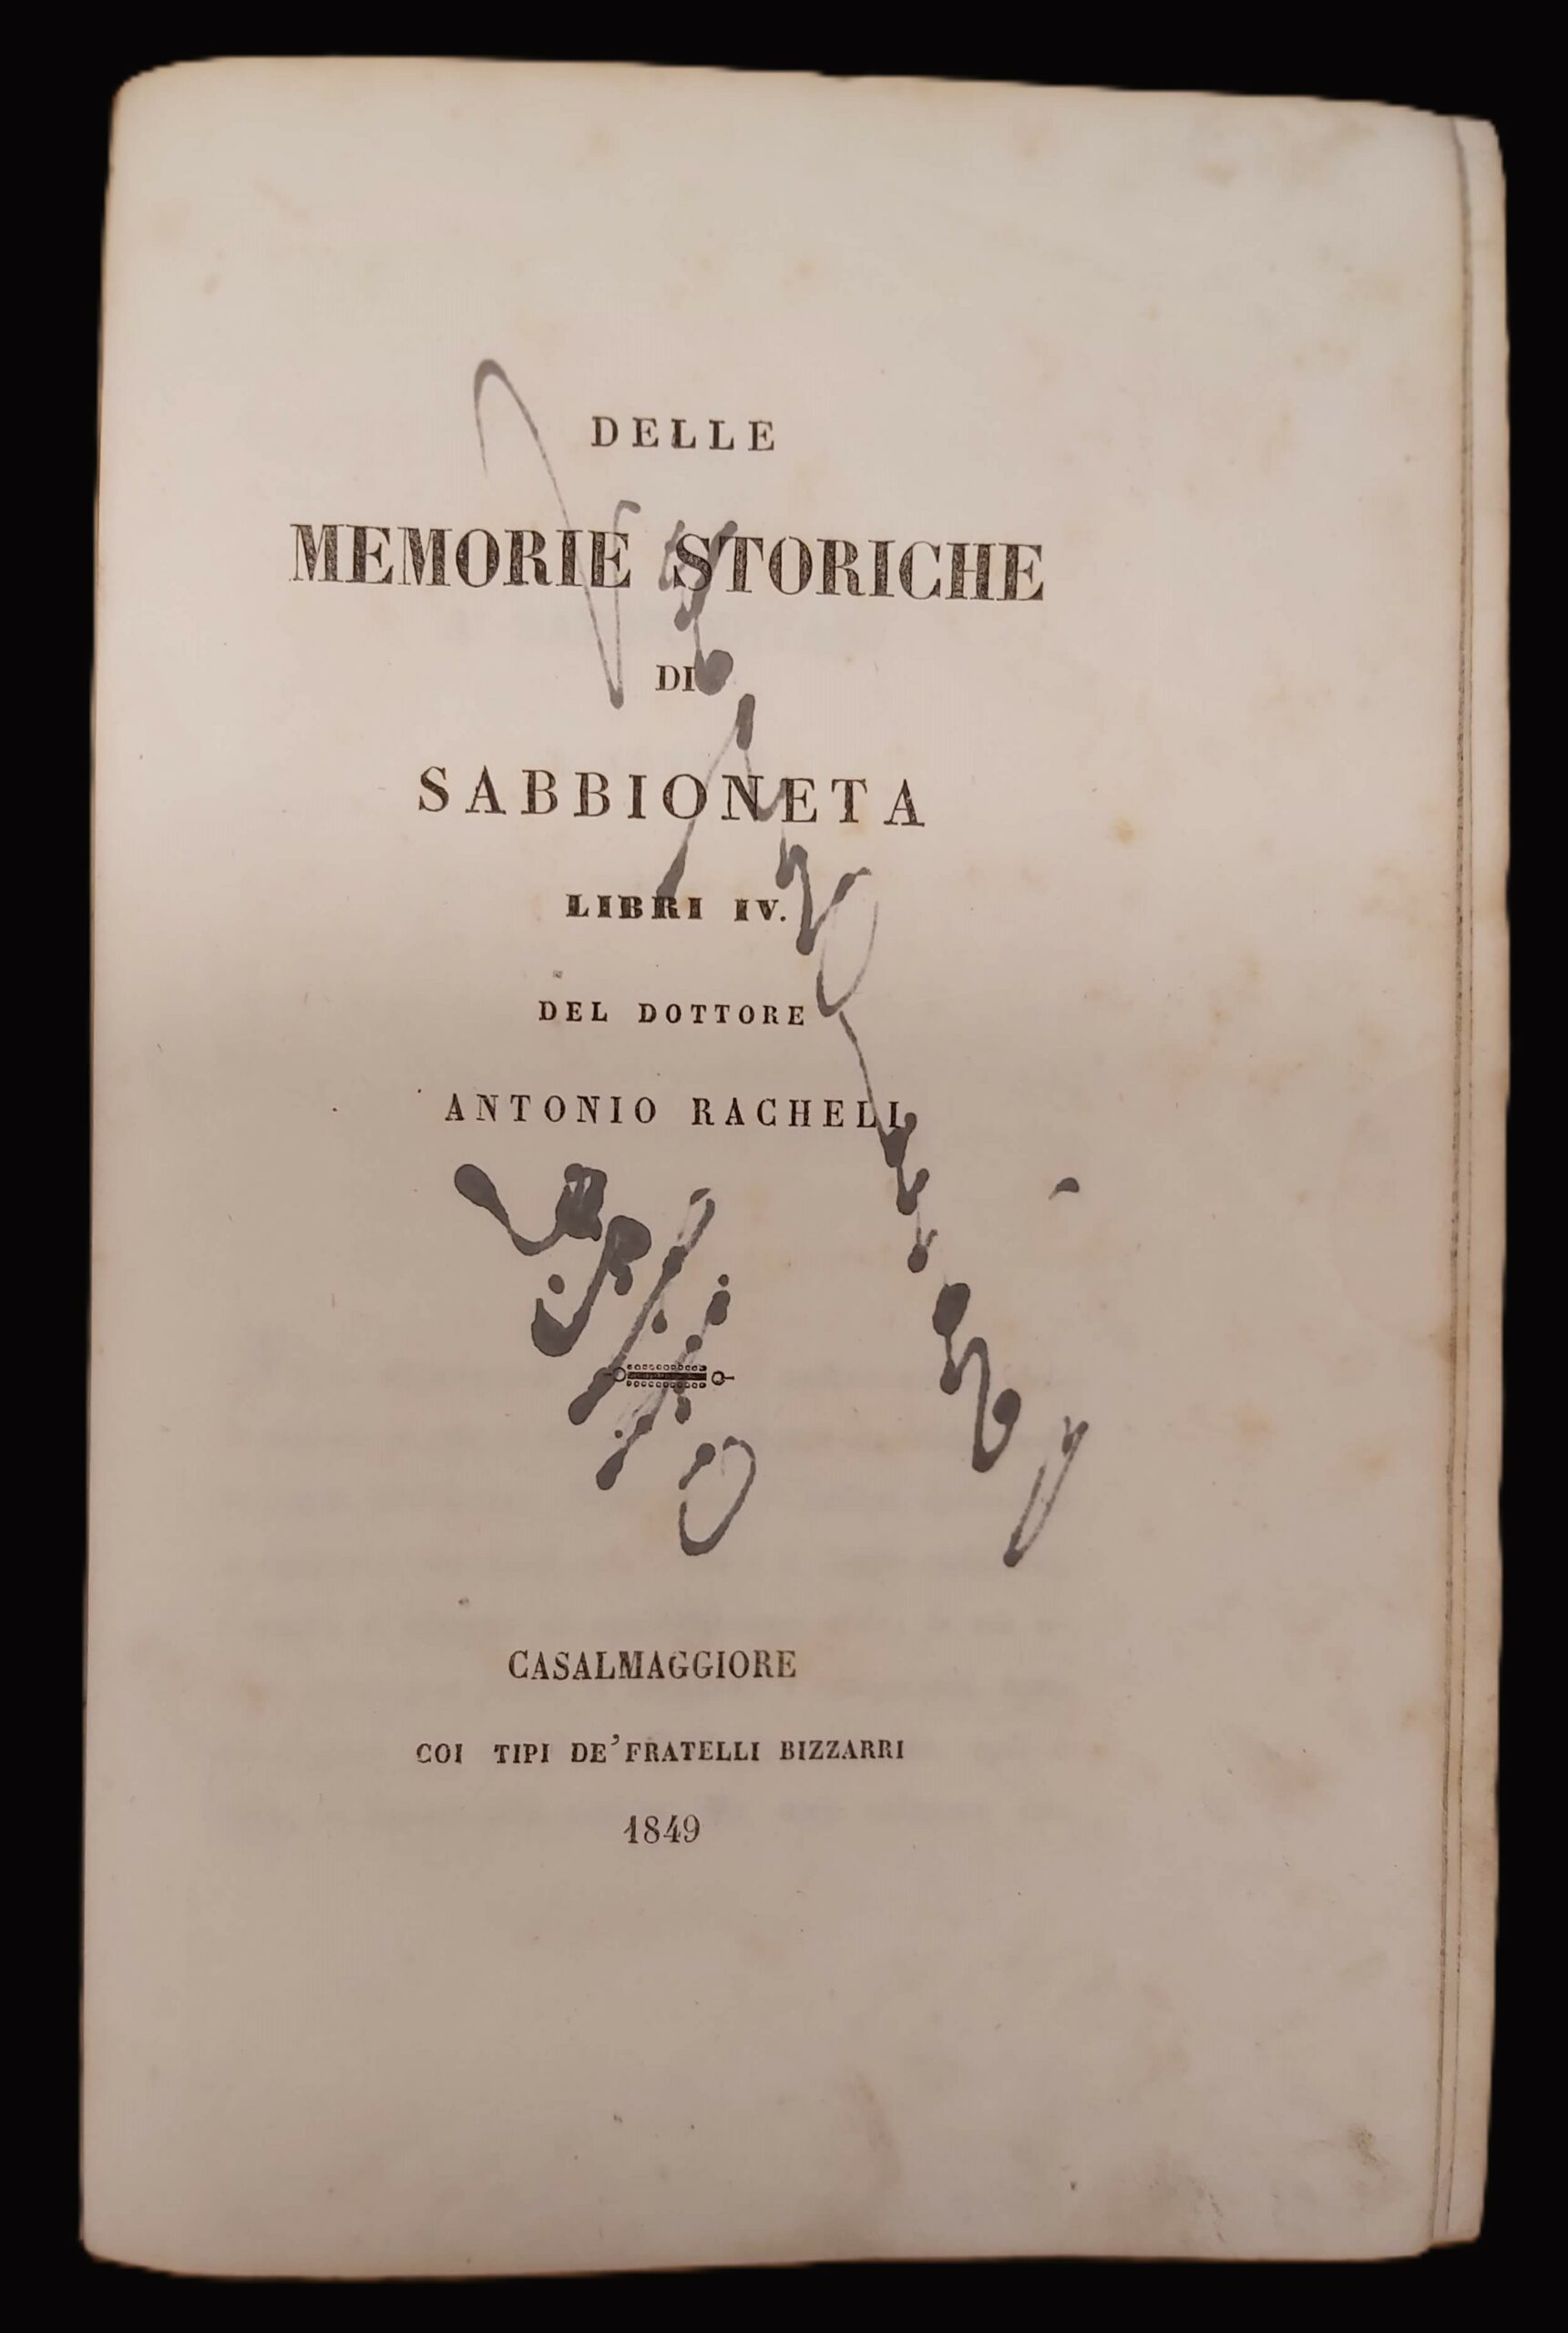 DELLE
MEMORIE STORICHE
DI
SABBIONETA
LIBRI IV.
DEL DOTTORE
ANTONIO RACHELI
CASALMAGGIORE
COI TIPI DE' FRATELLI BIZZARRI
1849